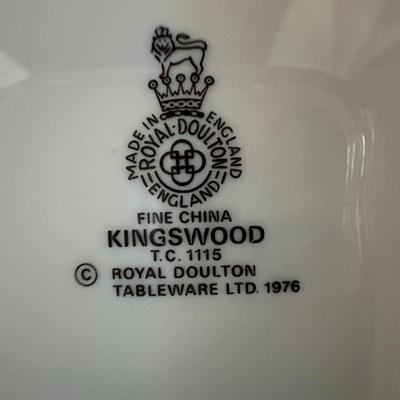 MADE IN ENGLAND
ROYAL·DOULTON
ENGLAND
FINE CHINA
KINGSWOOD
T.C. 1115
© ROYAL DOULTON
TABLEWARE LTD. 1976